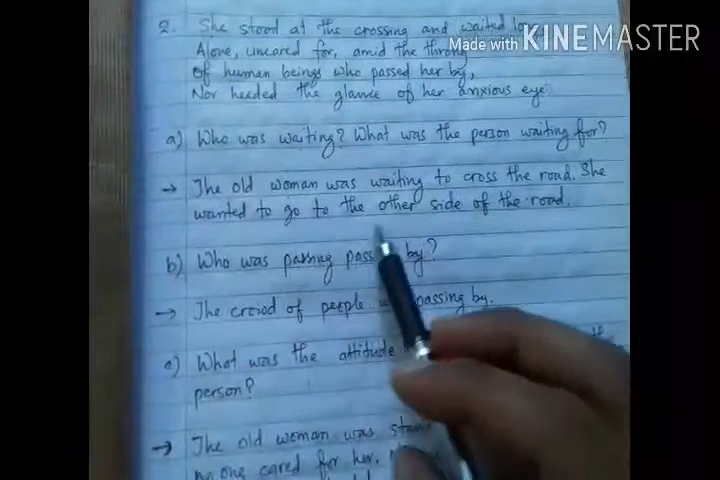 Made with KINEMASTER
2. She stood at the crossing and waited
Alone, uncared for, amid the throng
of human beings who passed her by,
Nor heeded the glance of her anxious eye.
a) Who was waiting? What was the person waiting for?
→ The old woman was waiting to cross the road. She
wanted to go to the other side of the road.
b) Who was passing by?
→ The crowd of people passing by.
c) What was the attitude
person?
→ The old woman was
no one cared for her.